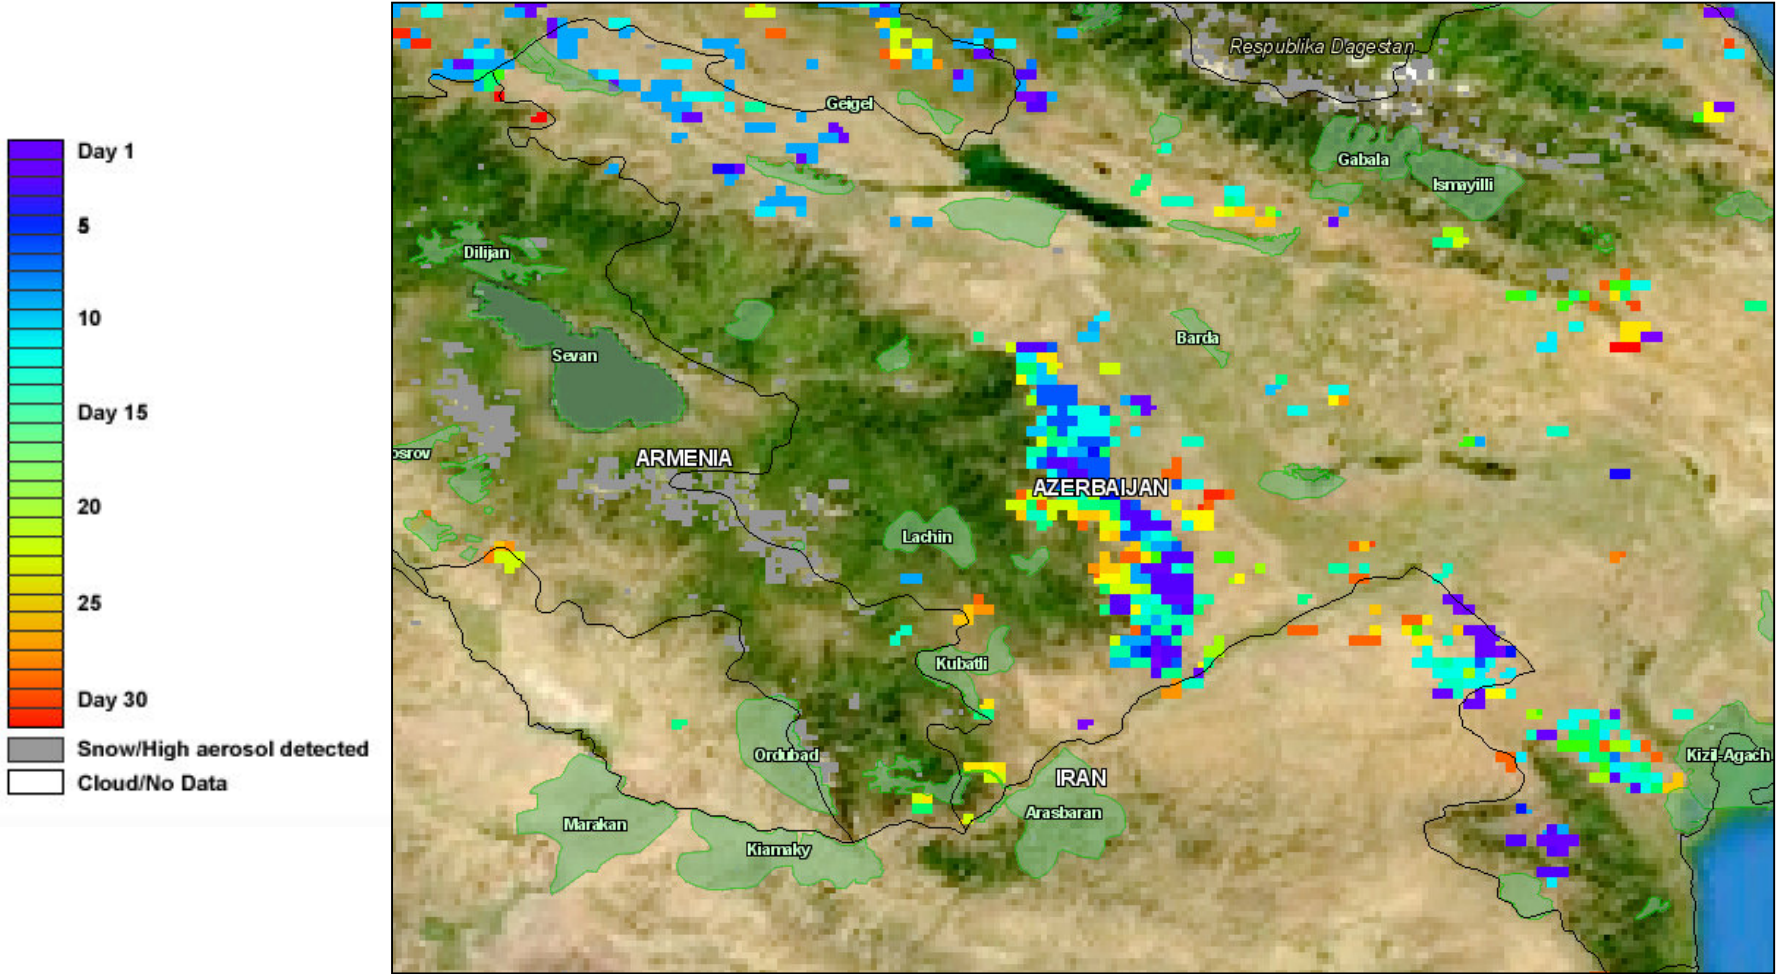 Day 1
5
10
Day 15
20
25
Day 30
Snow/High aerosol detected
Cloud/No Data
Respublika Dagestan
Geigel
Gabala
Ismayilli
Dilijan
Sevan
Barda
osrov
ARMENIA
AZERBAIJAN
Lachin
Kubatli
Ordubad
Kizil-Agach
IRAN
Arasbaran
Marakan
Kiamaky